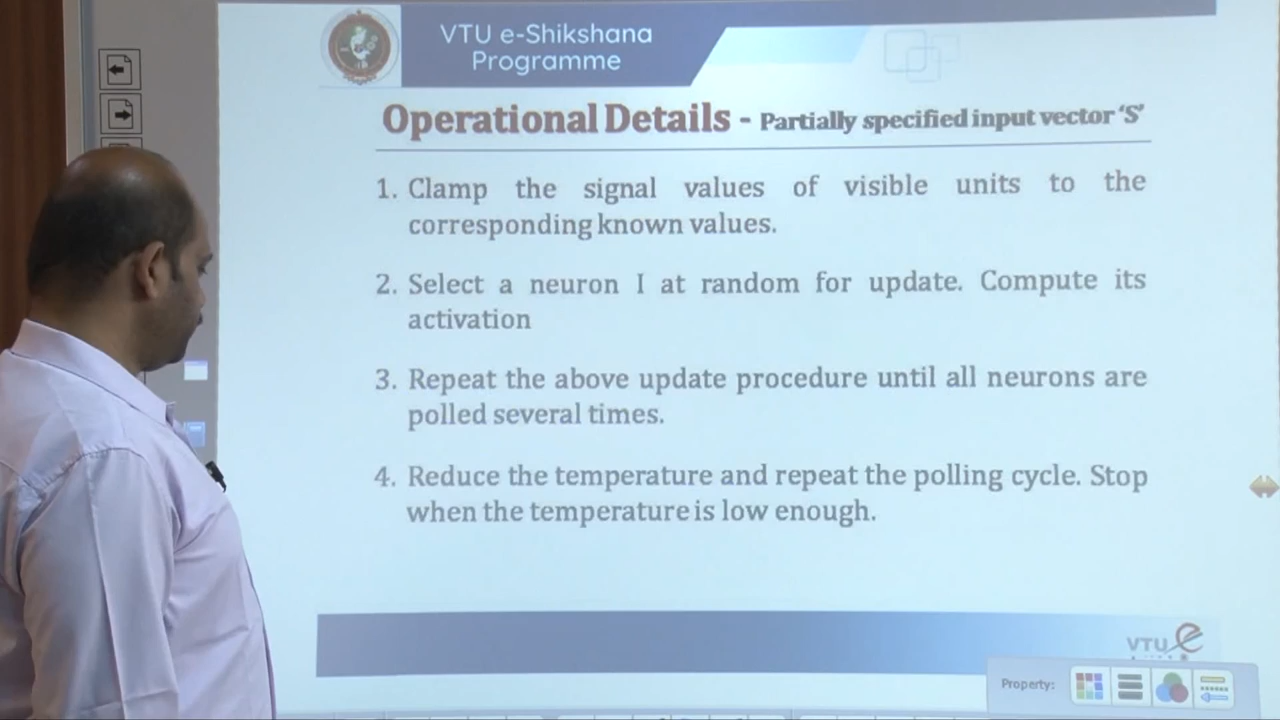 VTU e-Shikshana
Programme
Operational Details - Partially specified input vector ‘S’
1. Clamp the signal values of visible units to the
corresponding known values.
2. Select a neuron I at random for update. Compute its
activation
3. Repeat the above update procedure until all neurons are
polled several times.
4. Reduce the temperature and repeat the polling cycle. Stop
when the temperature is low enough.
VTU e
Property: